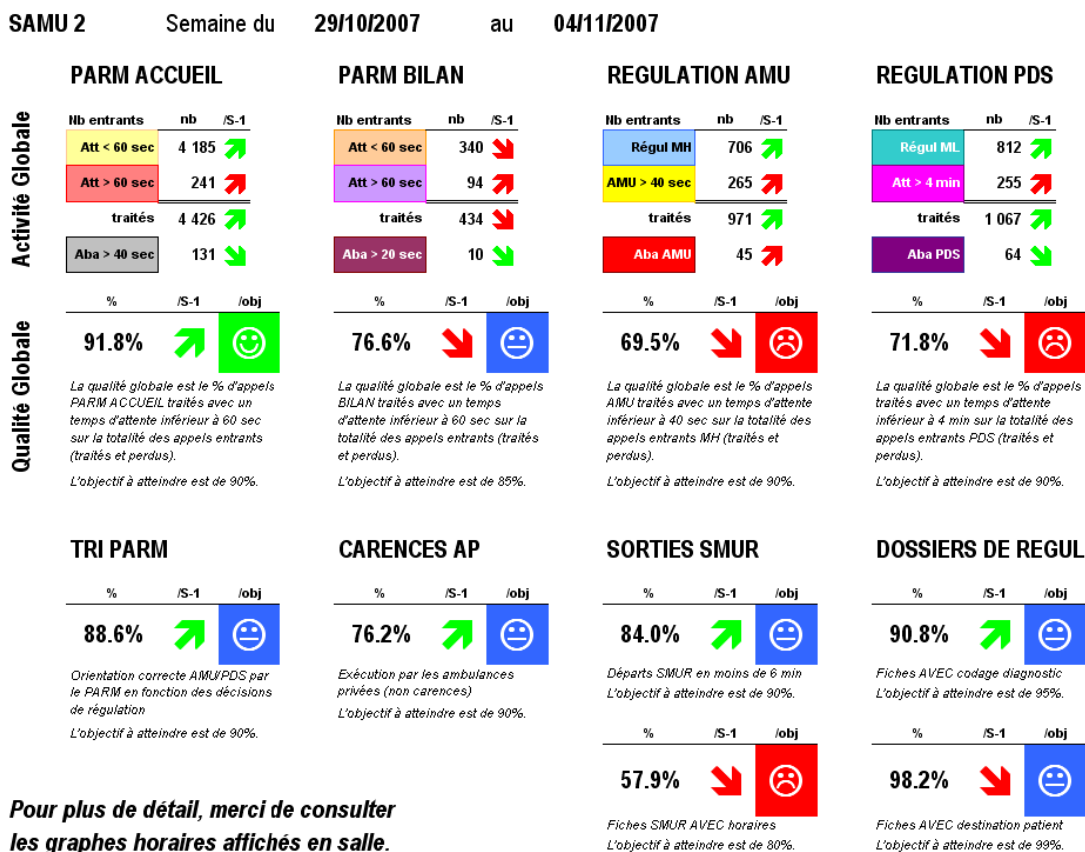 SAMU 2 Semaine du 29/10/2007 au 04/11/2007
PARM ACCUEIL PARM BILAN REGULATION AMU REGULATION PDS
Activité Globale
Nb entrants nb /S-1 Nb entrants nb /S-1 Nb entrants nb /S-1 Nb entrants nb /S-1
Att < 60 sec 4 185 Att < 60 sec 340 Régul MH 706 Régul ML 812
Att > 60 sec 241 Att > 60 sec 94 AMU > 40 sec 265 Att > 4 min 255
traités 4 426 traités 434 traités 971 traités 1 067
Aba > 40 sec 131 Aba > 20 sec 10 Aba AMU 45 Aba PDS 64
Qualité Globale
% /S-1 /obj % /S-1 /obj % /S-1 /obj % /S-1 /obj
91.8% 76.6% 69.5% 71.8%
La qualité globale est le % d'appels
PARM ACCUEIL traités avec un
temps d'attente inférieur à 60 sec
sur la totalité des appels entrants
(traités et perdus).
L'objectif à atteindre est de 90%.
La qualité globale est le % d'appels
BILAN traités avec un temps
d'attente inférieur à 60 sec sur la
totalité des appels entrants (traités
et perdus).
L'objectif à atteindre est de 85%.
La qualité globale est le % d'appels
AMU traités avec un temps d'attente
inférieur à 40 sec sur la totalité des
appels entrants MH (traités et
perdus).
L'objectif à atteindre est de 90%.
La qualité globale est le % d'appels
traités avec un temps d'attente
inférieur à 4 min sur la totalité des
appels entrants PDS (traités et
perdus).
L'objectif à atteindre est de 90%.
TRI PARM CARENCES AP SORTIES SMUR DOSSIERS DE REGUL
% /S-1 /obj % /S-1 /obj % /S-1 /obj % /S-1 /obj
88.6% 76.2% 84.0% 90.8%
Orientation correcte AMU/PDS par
le PARM en fonction des décisions
de régulation
L'objectif à atteindre est de 90%.
Exécution par les ambulances
privées (non carences)
L'objectif à atteindre est de 90%.
Départs SMUR en moins de 6 min
L'objectif à atteindre est de 90%.
Fiches AVEC codage diagnostic
L'objectif à atteindre est de 95%.
% /S-1 /obj % /S-1 /obj
57.9% 98.2%
Fiches SMUR AVEC horaires
L'objectif à atteindre est de 80%.
Fiches AVEC destination patient
L'objectif à atteindre est de 99%.
Pour plus de détail, merci de consulter
les graphes horaires affichés en salle.